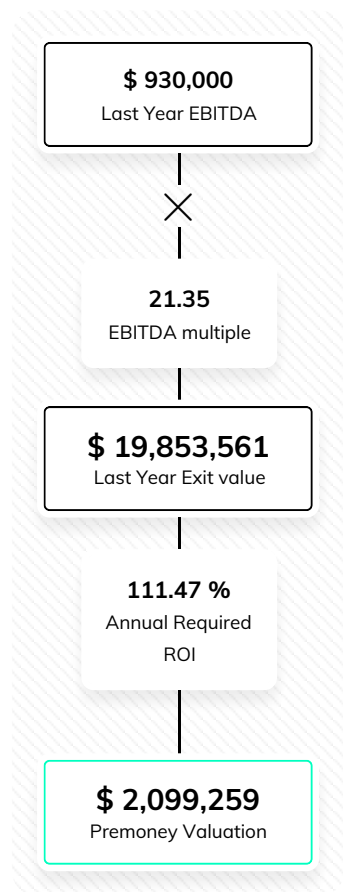 $ 930,000
Last Year EBITDA
21.35
EBITDA multiple
$ 19,853,561
Last Year Exit value
111.47 %
Annual Required
ROI
$ 2,099,259
Premoney Valuation